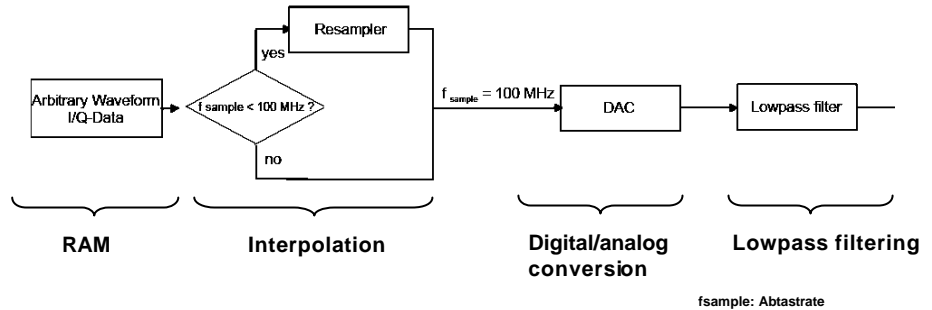 Resampler
yes
Arbitrary Waveform
I/Q-Data
f sample < 100 MHz ?
f sample = 100 MHz
DAC
Lowpass filter
no
RAM
Interpolation
Digital/analog
conversion
Lowpass filtering
fsample: Abtastrate